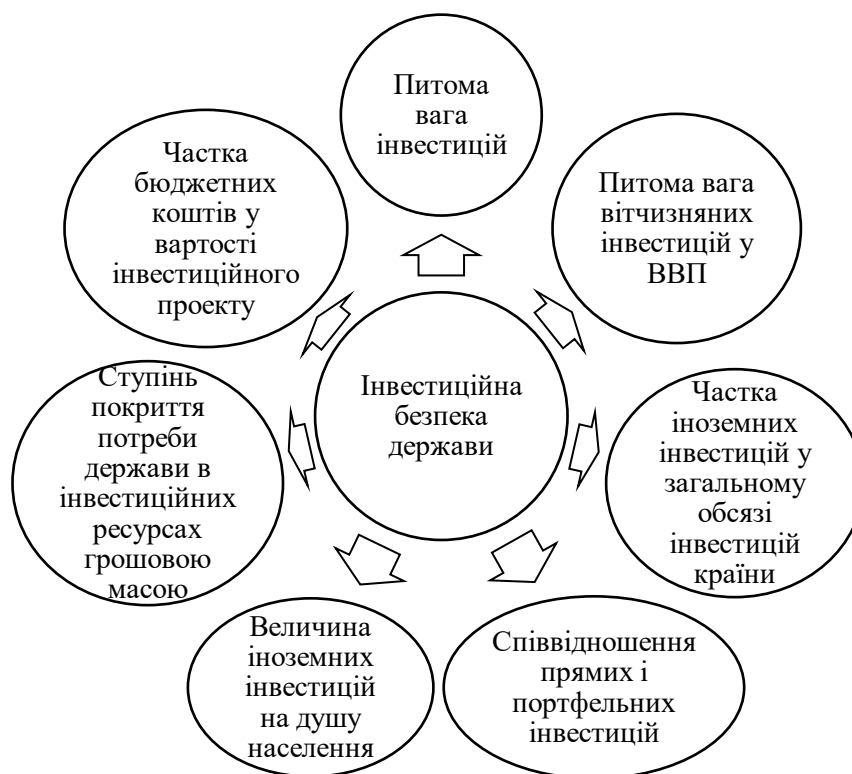 Питома
вага
інвестицій
Питома вага
вітчизняних
інвестицій у
ВВП
Частка
іноземних
інвестицій у
загальному
обсязі
інвестицій
країни
Співвідношення
прямих і
портфельних
інвестицій
Величина
іноземних
інвестицій
на душу
населення
Ступінь
покриття
потреби
держави в
інвестиційних
ресурсах
грошовою
масою
Частка
бюджетних
коштів у
вартості
інвестиційного
проекту
Інвестиційна
безпека
держави